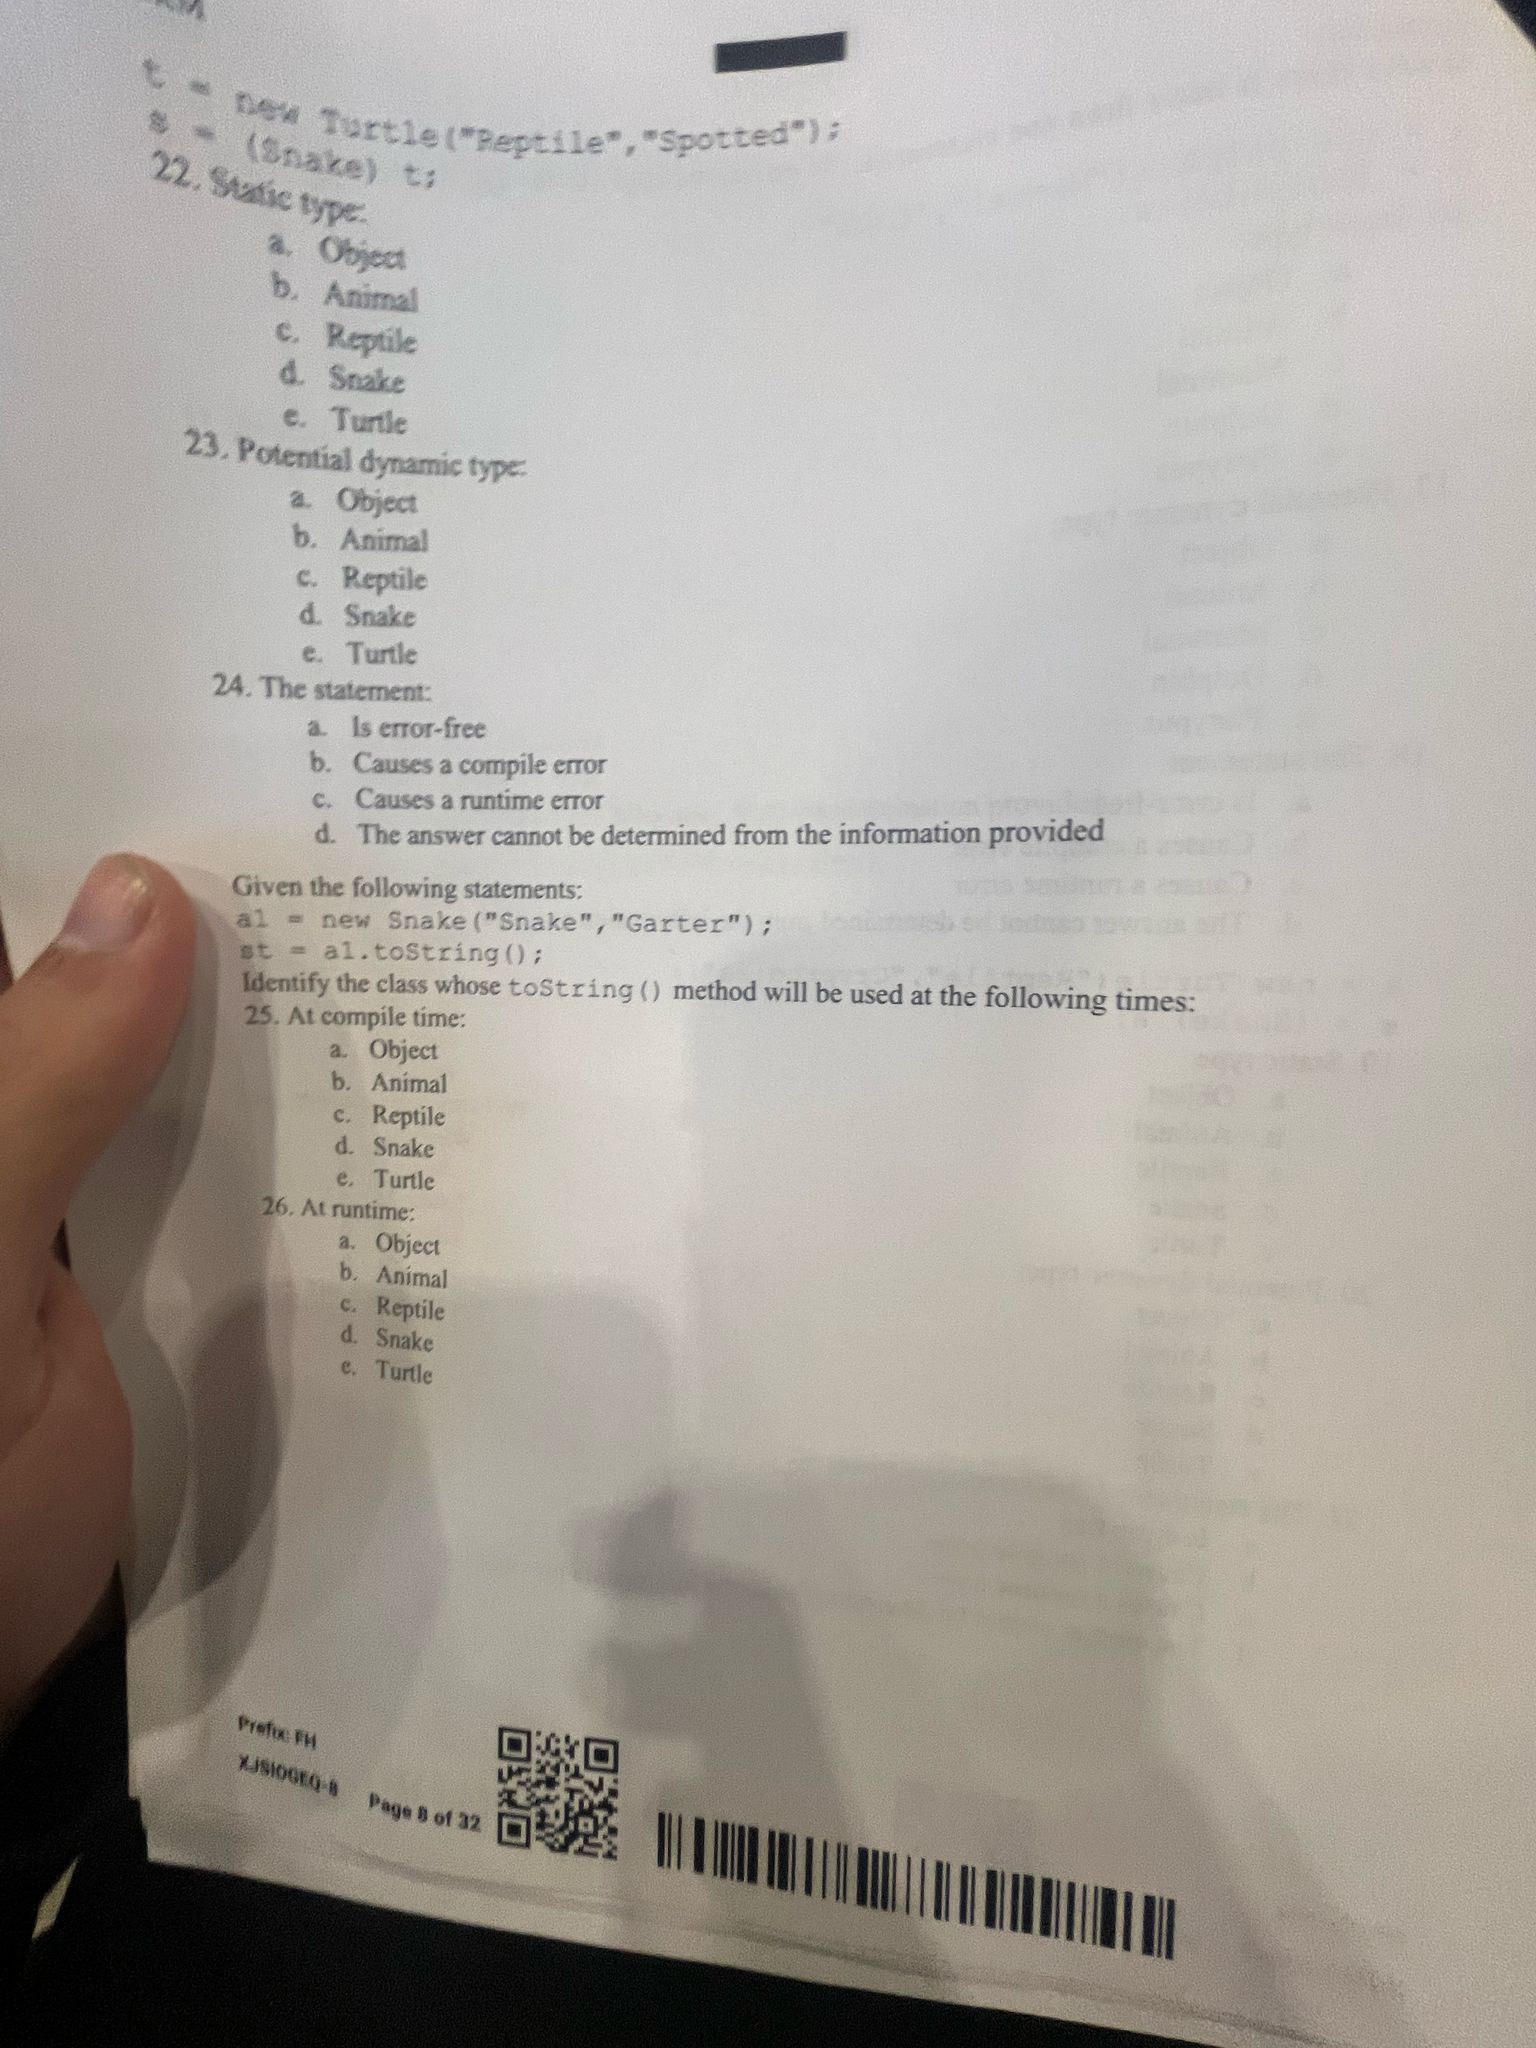 t = new Turtle("Reptile","Spotted");
s = (Snake) t;
22. Static type:
a. Object
b. Animal
c. Reptile
d. Snake
e. Turtle
23. Potential dynamic type:
a. Object
b. Animal
c. Reptile
d. Snake
e. Turtle
24. The statement:
a. Is error-free
b. Causes a compile error
c. Causes a runtime error
d. The answer cannot be determined from the information provided
Given the following statements:
al = new Snake("Snake","Garter");
st = al.toString();
Identify the class whose toString() method will be used at the following times:
25. At compile time:
a. Object
b. Animal
c. Reptile
d. Snake
e. Turtle
26. At runtime:
a. Object
b. Animal
c. Reptile
d. Snake
e. Turtle
Prefix: FH
Page 8 of 32